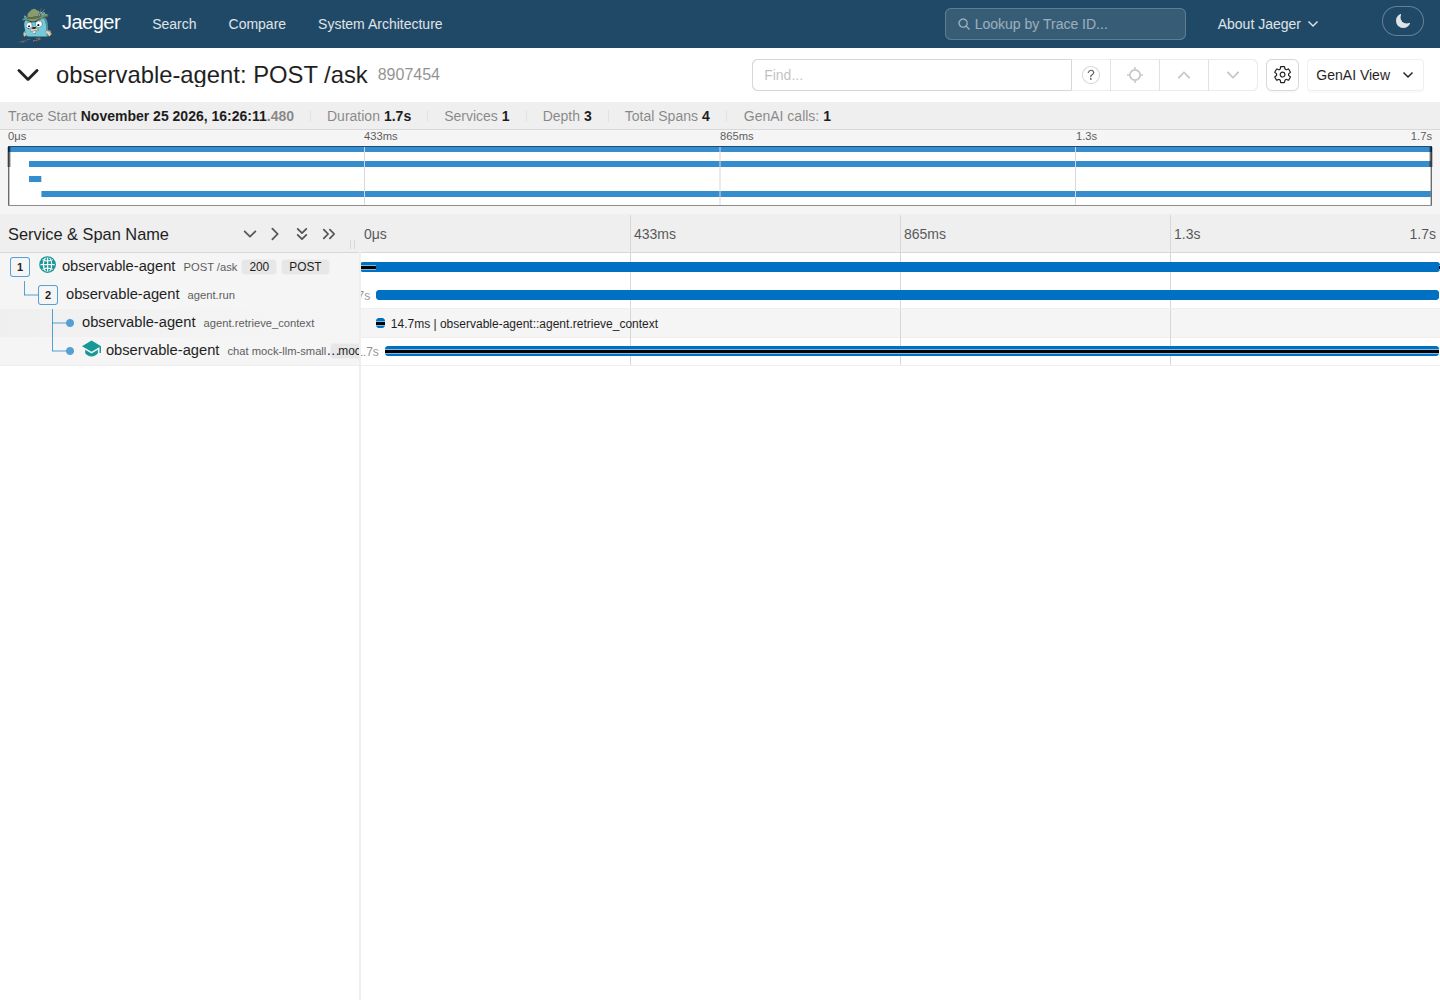 Jaeger Search Compare System Architecture Lookup by Trace ID... About Jaeger
observable-agent: POST /ask 8907454 Find... ? GenAI View
Trace Start November 25 2026, 16:26:11.480 Duration 1.7s Services 1 Depth 3 Total Spans 4 GenAI calls: 1
0μs 433ms 865ms 1.3s 1.7s
Service & Span Name 0μs 433ms 865ms 1.3s 1.7s
1 observable-agent POST /ask 200 POST
2 observable-agent agent.run 7s
observable-agent agent.retrieve_context 14.7ms | observable-agent::agent.retrieve_context
observable-agent chat mock-llm-small... moc .7s